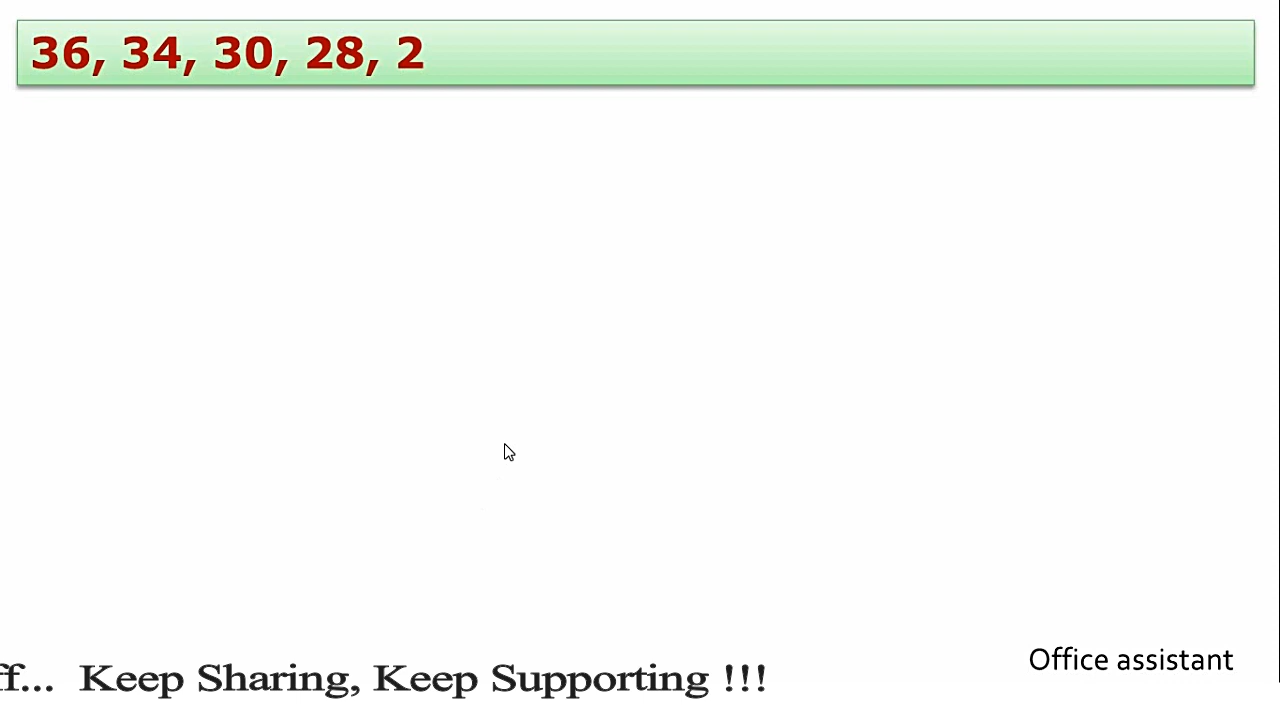 36, 34, 30, 28, 2
Office assistant
... Keep Sharing, Keep Supporting !!!